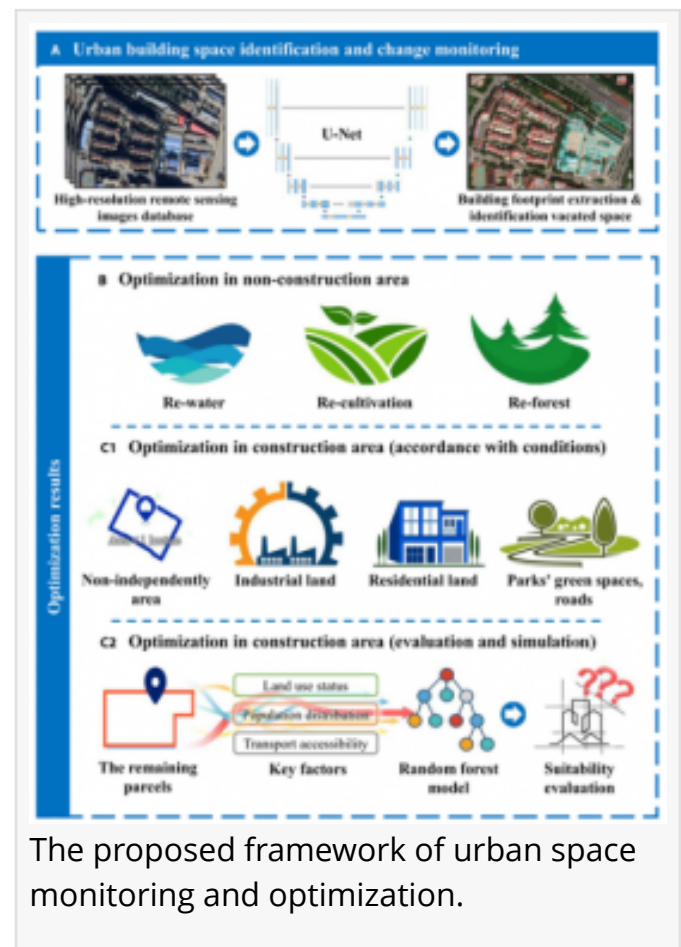 A Urban building space identification and change monitoring
U-Net
High-resolution remote sensing
images database
Building footprint extraction &
identification vacated space
Optimization results
B Optimization in non-construction area
Re-water
Re-cultivation
Re-forest
C1 Optimization in construction area (accordance with conditions)
Non-independently
area
Industrial land
Residential land
Parks' green spaces,
roads
C2 Optimization in construction area (evaluation and simulation)
Land use status
Population distribution
Transport accessibility
The remaining
parcels
Key factors
Random forest
model
???
Suitability
evaluation
The proposed framework of urban space
monitoring and optimization.